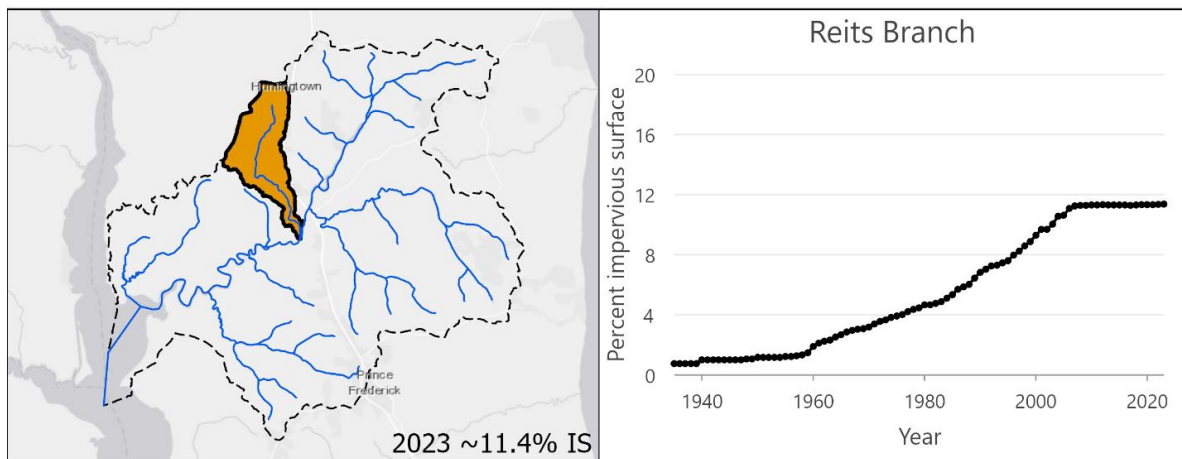 Huntingtown
Prince
Frederick
2023 ~11.4% IS
Reits Branch
Percent impervious surface
20
16
12
8
4
0
1940 1960 1980 2000 2020
Year